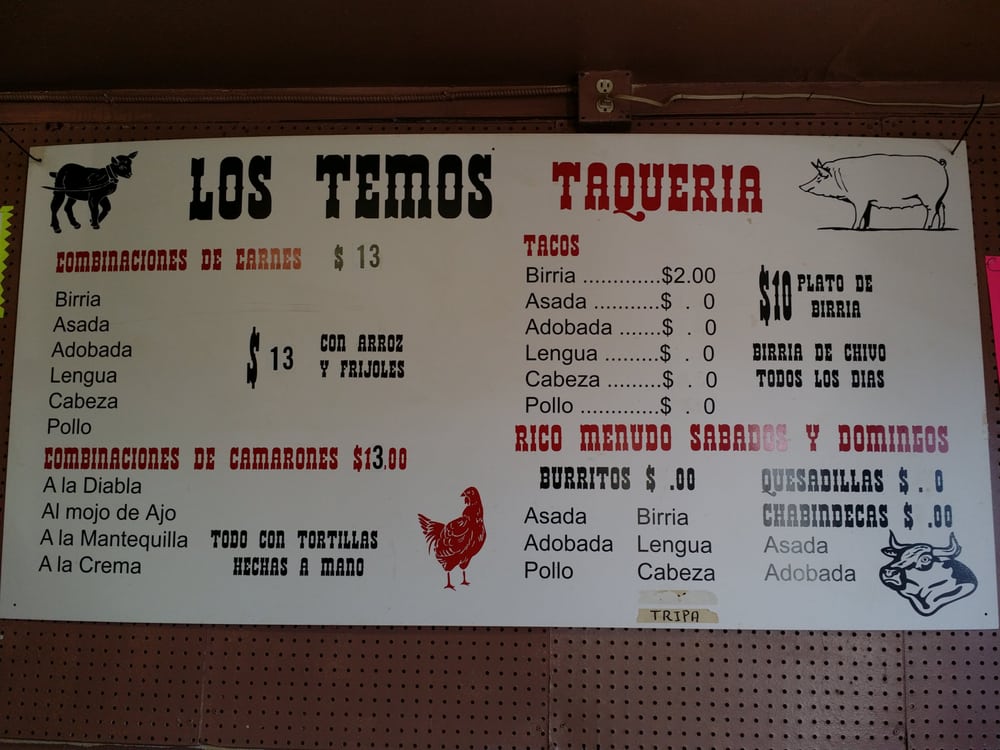 LOS TEMOS TAQUERIA
COMBINACIONES DE CARNES $ 13
Birria
Asada
Adobada
Lengua
Cabeza
Pollo
$ 13 CON ARROZ
Y FRIJOLES
COMBINACIONES DE CAMARONES $13.00
A la Diabla
Al mojo de Ajo
A la Mantequilla
A la Crema
TODO CON TORTILLAS
HECHAS A MANO
TACOS
Birria .............$2.00
Asada ...........$ . 0
Adobada .......$ . 0
Lengua ...........$ . 0
Cabeza .........$ . 0
Pollo .............$ . 0
$10 PLATO DE
BIRRIA
BIRRIA DE CHIVO
TODOS LOS DIAS
RICO MENUDO SABADOS Y DOMINGOS
BURRITOS $ .00
Asada Birria
Adobada Lengua
Pollo Cabeza
TRIPA
QUESADILLAS $ . 0
CHABINDECAS $ .00
Asada
Adobada